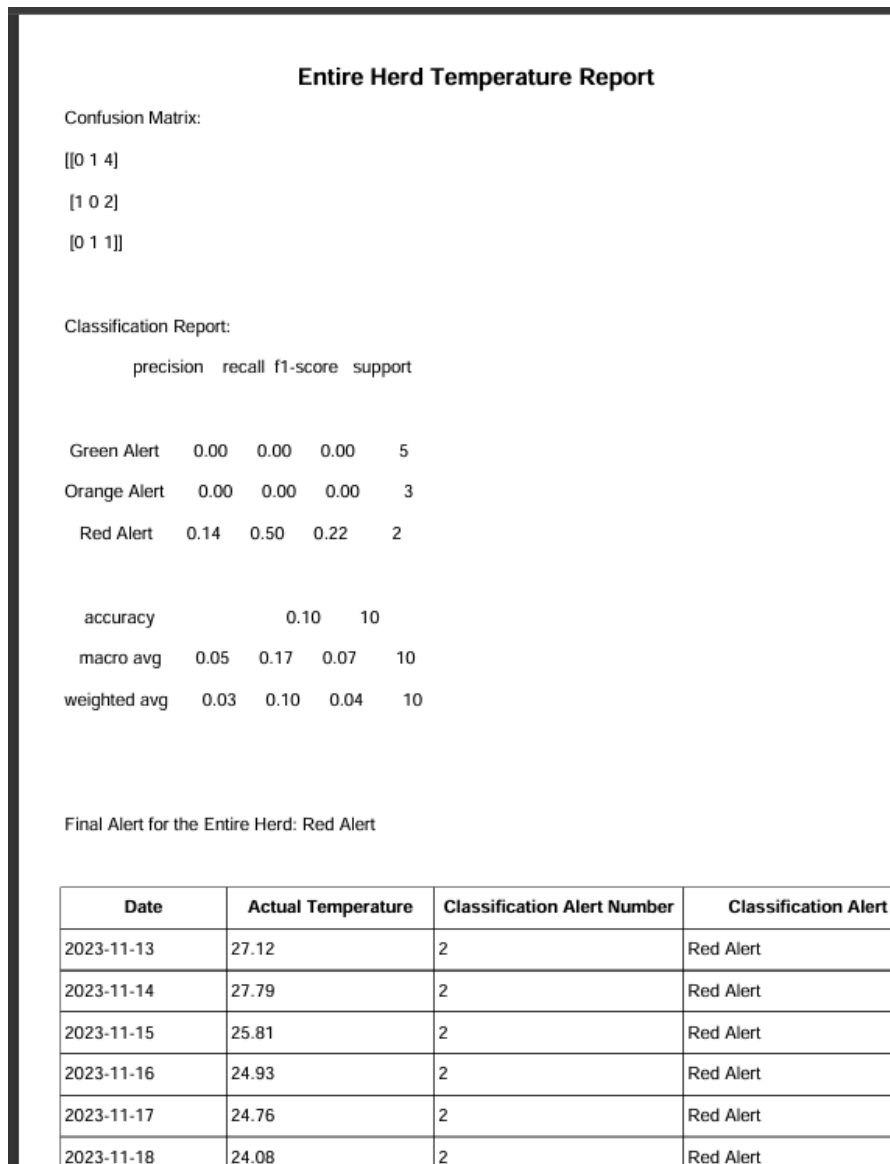 Entire Herd Temperature Report
Confusion Matrix:
[[0 1 4]
[1 0 2]
[0 1 1]]
Classification Report:
precision recall f1-score support
Green Alert 0.00 0.00 0.00 5
Orange Alert 0.00 0.00 0.00 3
Red Alert 0.14 0.50 0.22 2
accuracy 0.10 10
macro avg 0.05 0.17 0.07 10
weighted avg 0.03 0.10 0.04 10
Final Alert for the Entire Herd: Red Alert
Date Actual Temperature Classification Alert Number Classification Alert
2023-11-13 27.12 2 Red Alert
2023-11-14 27.79 2 Red Alert
2023-11-15 25.81 2 Red Alert
2023-11-16 24.93 2 Red Alert
2023-11-17 24.76 2 Red Alert
2023-11-18 24.08 2 Red Alert